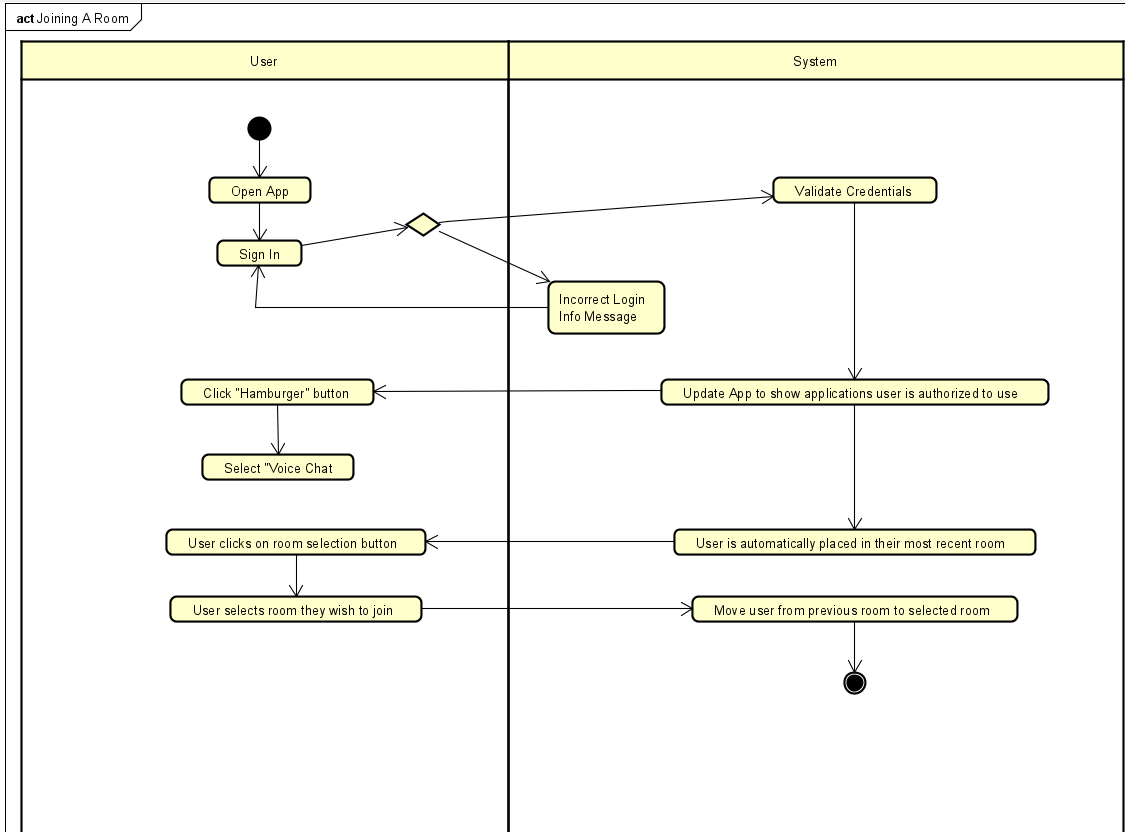 act Joining A Room
User
System
Open App
Validate Credentials
Sign In
Incorrect Login
Info Message
Click "Hamburger" button
Update App to show applications user is authorized to use
Select "Voice Chat
User clicks on room selection button
User is automatically placed in their most recent room
User selects room they wish to join
Move user from previous room to selected room